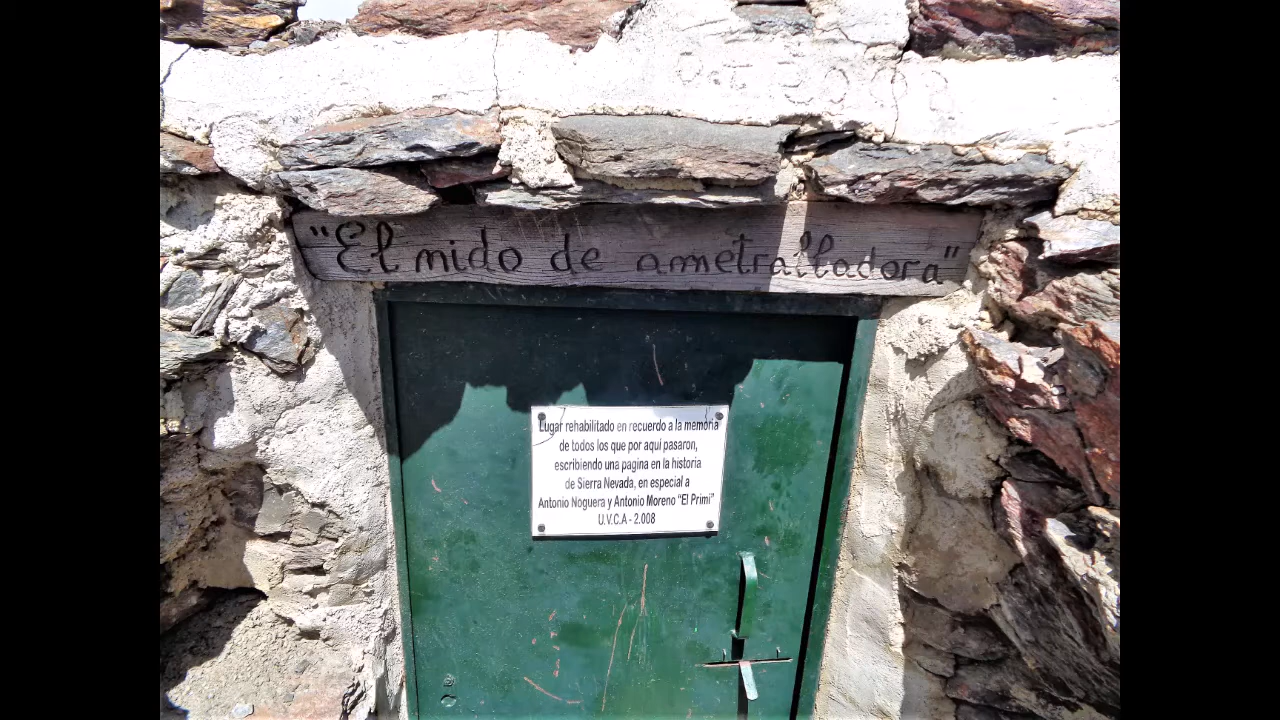 "El nido de ametralladora"
Lugar rehabilitado en recuerdo a la memoria
de todos los que por aquí pasaron,
escribiendo una pagina en la historia
de Sierra Nevada, en especial a
Antonio Noguera y Antonio Moreno "El Primi"
U.V.C.A - 2.008